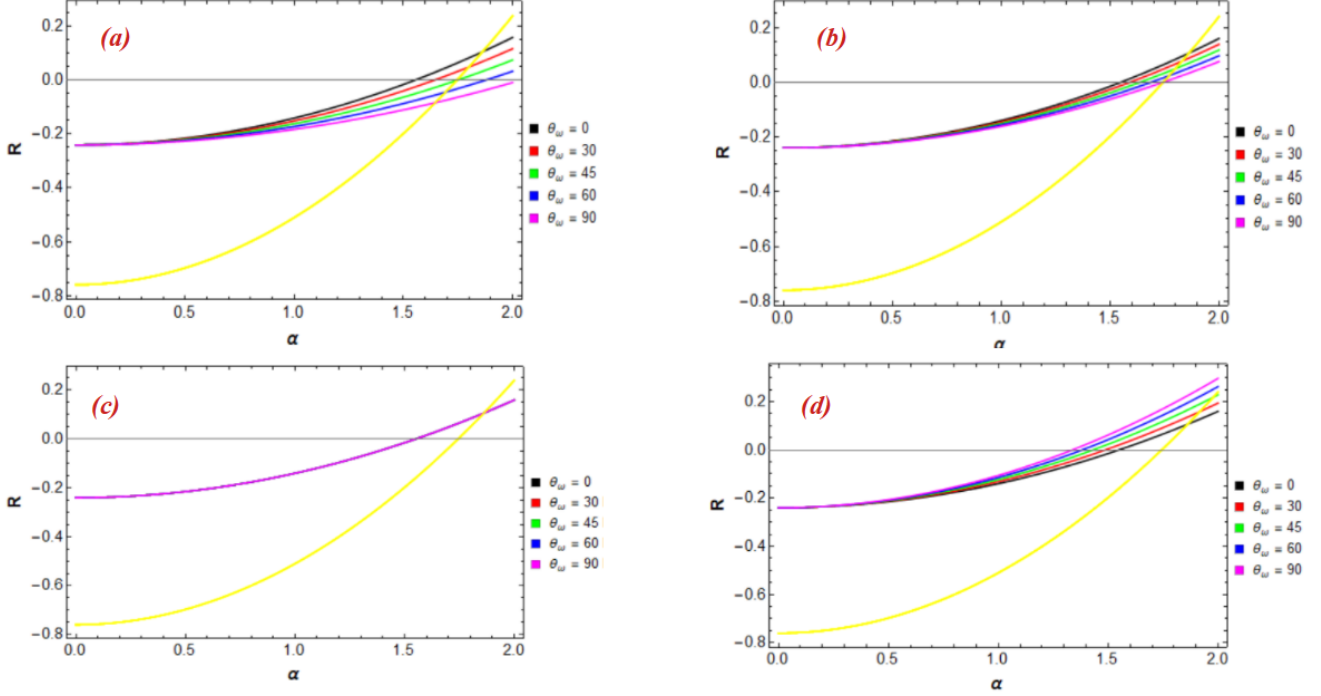 (a)
0.2
0.0
−0.2
−0.4
−0.6
−0.8
R
0.0 0.5 1.0 1.5 2.0
α
θω = 0
θω = 30
θω = 45
θω = 60
θω = 90
(b)
0.2
0.0
−0.2
−0.4
−0.6
−0.8
R
0.0 0.5 1.0 1.5 2.0
α
θω = 0
θω = 30
θω = 45
θω = 60
θω = 90
(c)
0.2
0.0
−0.2
−0.4
−0.6
−0.8
R
0.0 0.5 1.0 1.5 2.0
α
θω = 0
θω = 30
θω = 45
θω = 60
θω = 90
(d)
0.2
0.0
−0.2
−0.4
−0.6
−0.8
R
0.0 0.5 1.0 1.5 2.0
α
θω = 0
θω = 30
θω = 45
θω = 60
θω = 90